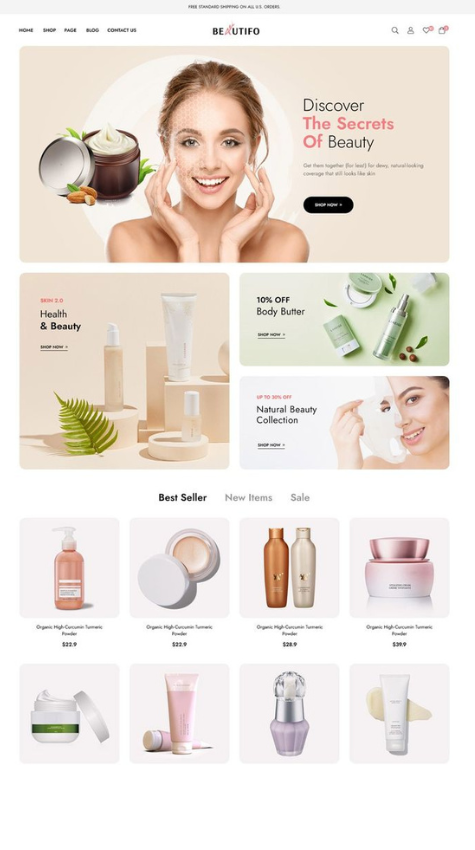 FREE STANDARD SHIPPING ON ALL U.S. ORDERS.
HOME SHOP PAGE BLOG CONTACT US
BEAUTIFO
Discover
The Secrets
Of Beauty
Get them together (for less!) for dewy, natural-looking
coverage that still looks like skin
SHOP NOW
Health
& Beauty
SHOP NOW
10% OFF
Body Butter
SHOP NOW
UP TO 30% OFF
Natural Beauty
Collection
SHOP NOW
Best Seller New Items Sale
Organic High-Curcumin Turmeric
Powder
$22.9
Organic High-Curcumin Turmeric
Powder
$22.9
Organic High-Curcumin Turmeric
Powder
$28.9
Organic High-Curcumin Turmeric
Powder
$39.9